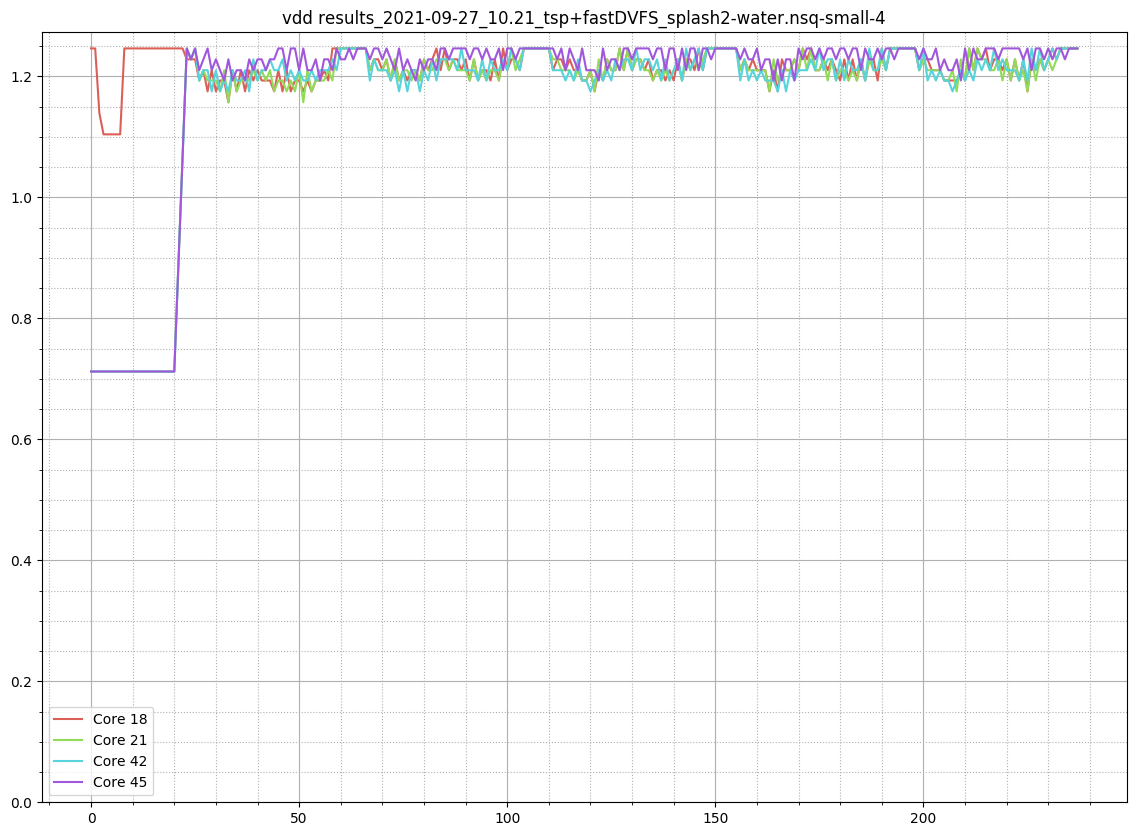 vdd results_2021-09-27_10.21_tsp+fastDVFS_splash2-water.nsq-small-4
1.2
1.0
0.8
0.6
0.4
0.2
0.0
Core 18
Core 21
Core 42
Core 45
0
50
100
150
200